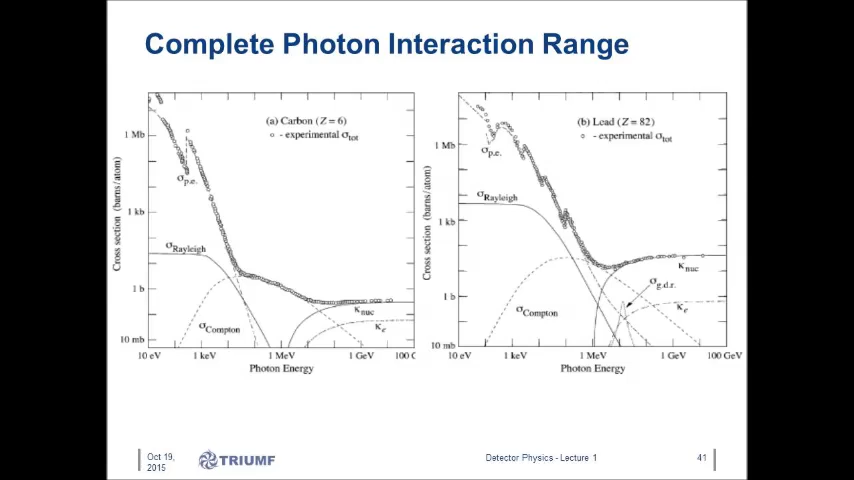 Complete Photon Interaction Range
Cross section (barns/atom)
1 Mb
1 kb
1 b
10 mb
(a) Carbon (Z = 6)
- experimental σtot
σp.e.
σRayleigh
σCompton
κnuc
κe
10 eV
1 keV
1 MeV
1 GeV
100 G
Photon Energy
Cross section (barns/atom)
1 Mb
1 kb
1 b
10 mb
(b) Lead (Z = 82)
- experimental σtot
σp.e.
σRayleigh
κnuc
σg.d.r.
σCompton
κe
10 eV
1 keV
1 MeV
1 GeV
100 GeV
Photon Energy
Oct 19,
2015
TRIUMF
Detector Physics - Lecture 1
41